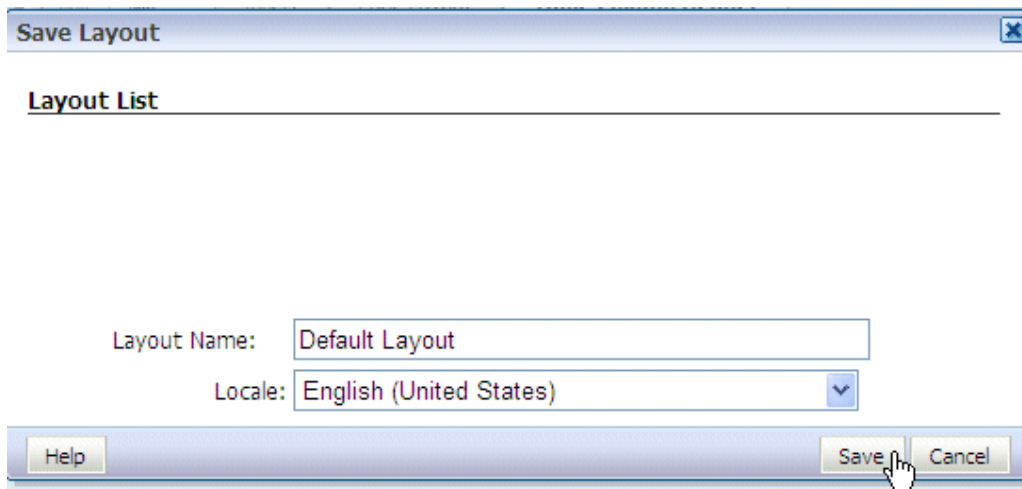 Save Layout
Layout List
Layout Name: Default Layout
Locale: English (United States)
Help Save Cancel